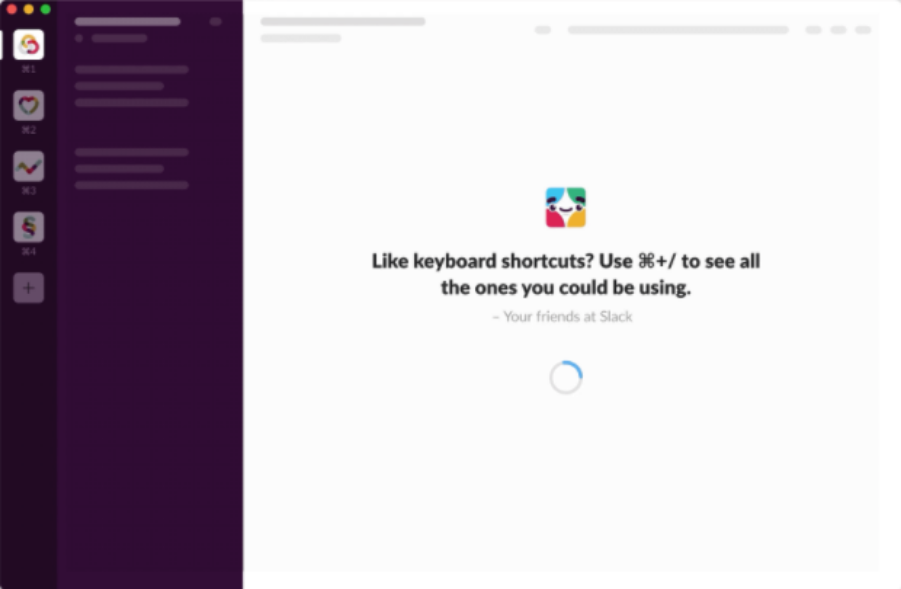 ⌘1
⌘2
⌘3
⌘4
+
Like keyboard shortcuts? Use ⌘+/ to see all
the ones you could be using.
– Your friends at Slack